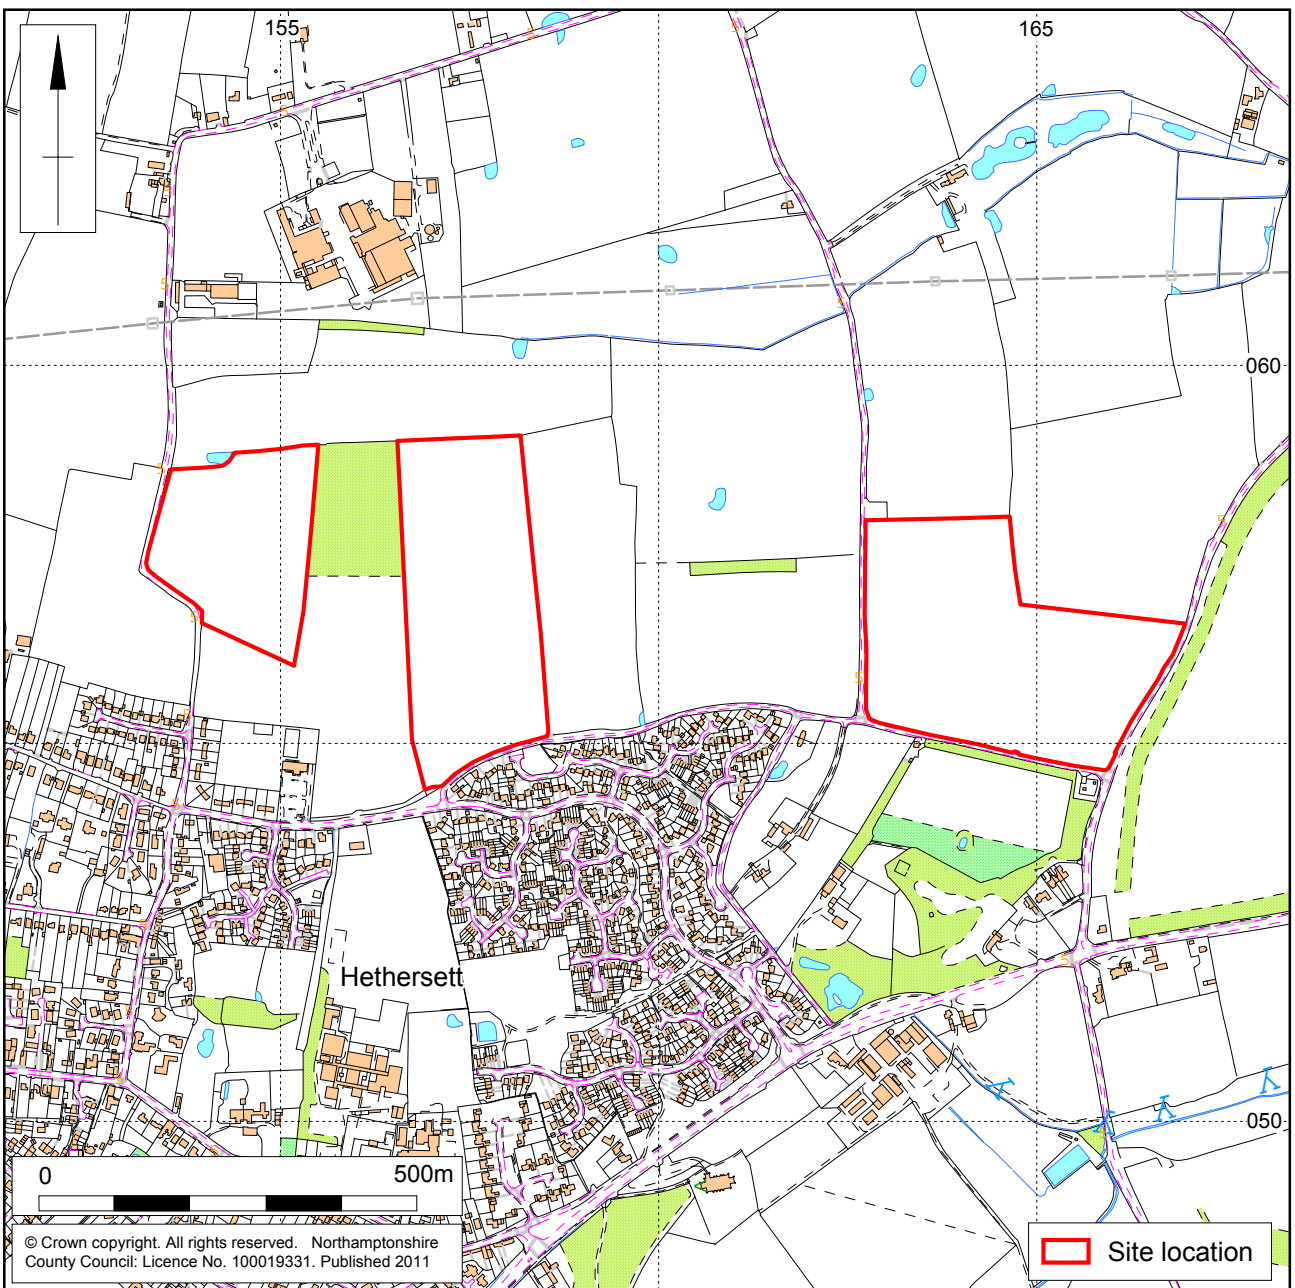 155
165
060
Hethersett
050
0
500m
© Crown copyright. All rights reserved. Northamptonshire
County Council: Licence No. 100019331. Published 2011
Site location